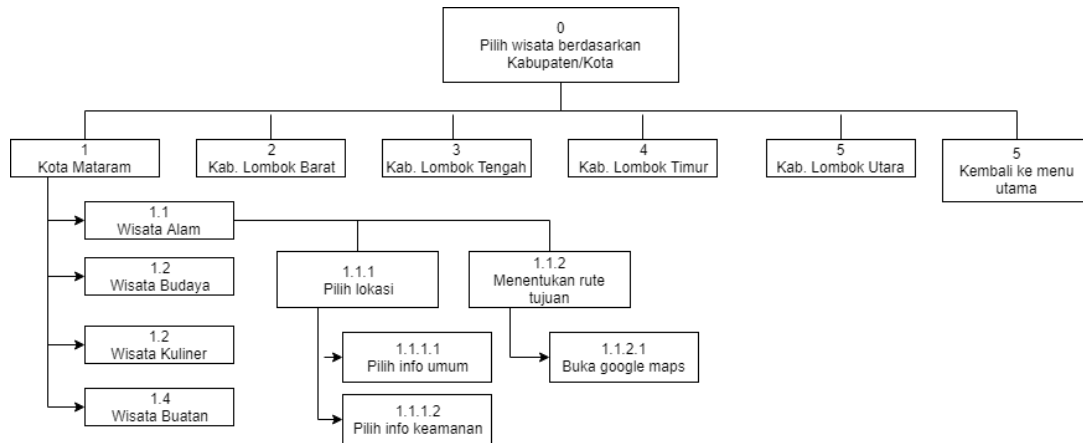 0
Pilih wisata berdasarkan
Kabupaten/Kota
1
Kota Mataram
2
Kab. Lombok Barat
3
Kab. Lombok Tengah
4
Kab. Lombok Timur
5
Kab. Lombok Utara
5
Kembali ke menu
utama
1.1
Wisata Alam
1.2
Wisata Budaya
1.2
Wisata Kuliner
1.4
Wisata Buatan
1.1.1
Pilih lokasi
1.1.2
Menentukan rute
tujuan
1.1.1.1
Pilih info umum
1.1.1.2
Pilih info keamanan
1.1.2.1
Buka google maps